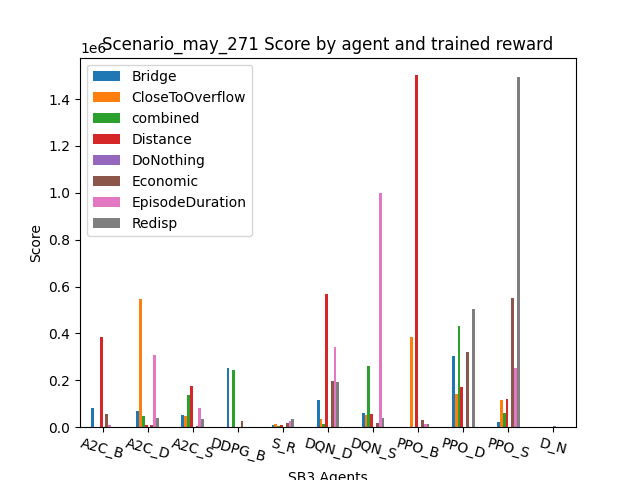 Scenario_may_271 Score by agent and trained reward
1e6
Bridge
CloseToOverflow
combined
Distance
DoNothing
Economic
EpisodeDuration
Redisp
Score
1.4
1.2
1.0
0.8
0.6
0.4
0.2
0.0
A2C_B A2C_D A2C_S DDPG_B S_R DQN_D DQN_S PPO_B PPO_D PPO_S D_N
SB3 Agents